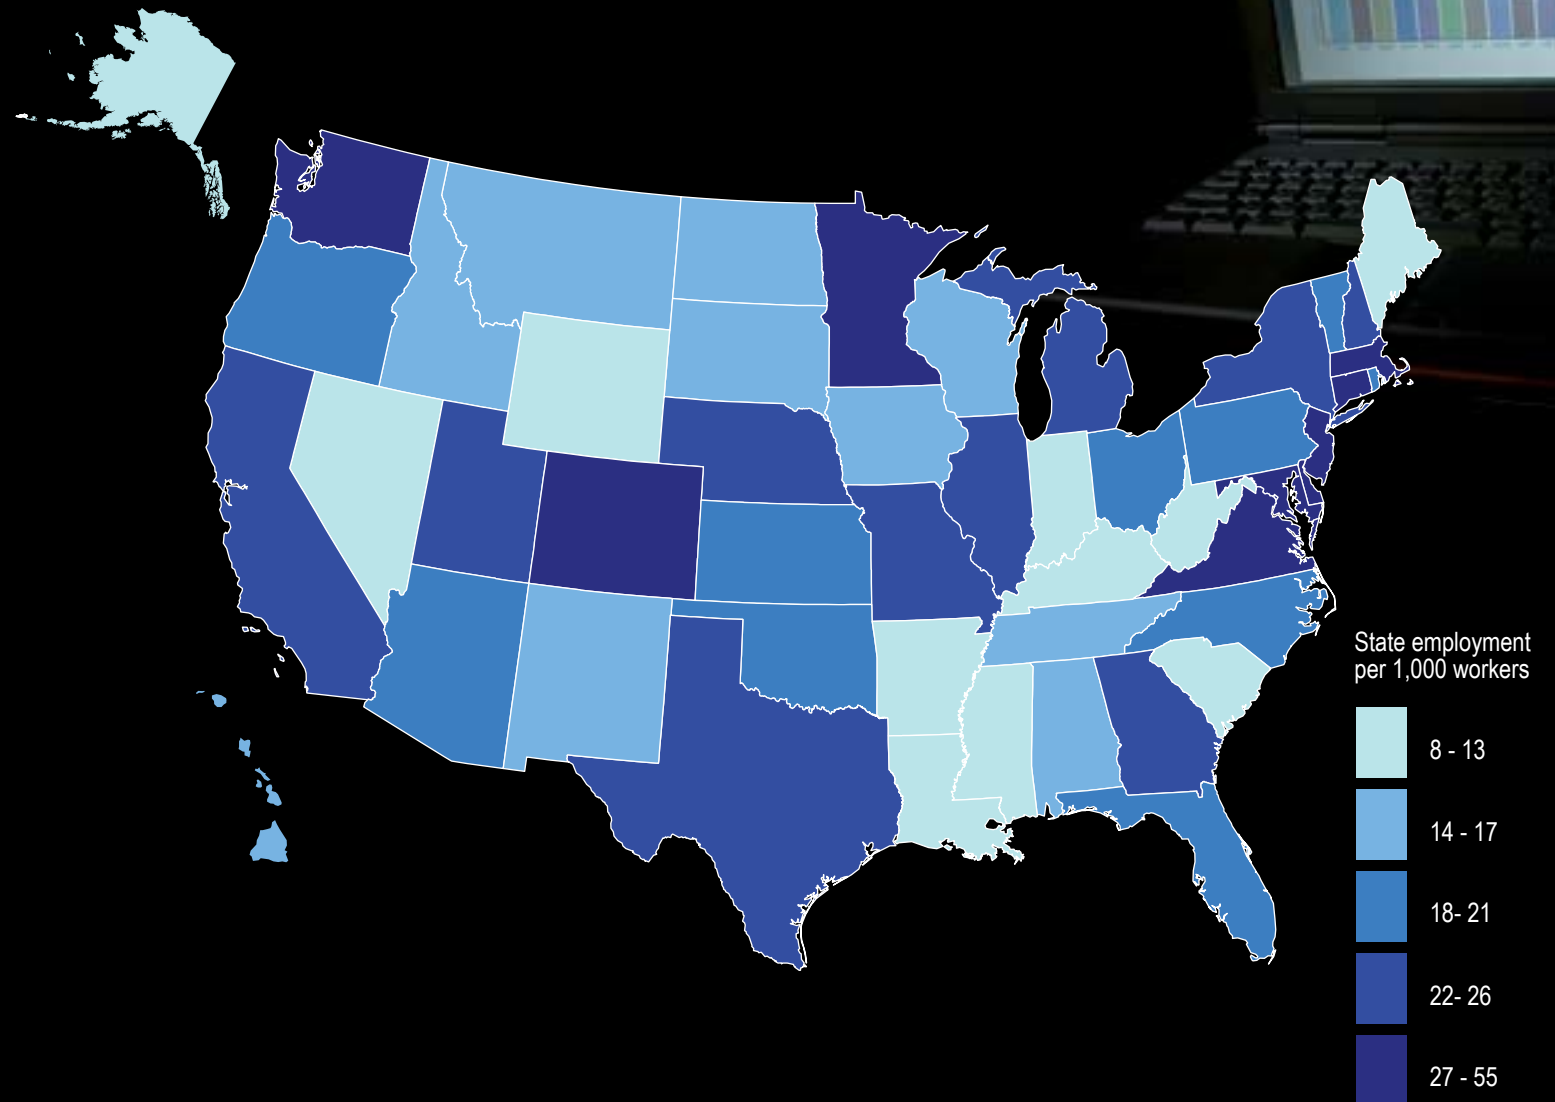 State employment
per 1,000 workers
8 - 13
14 - 17
18- 21
22- 26
27 - 55